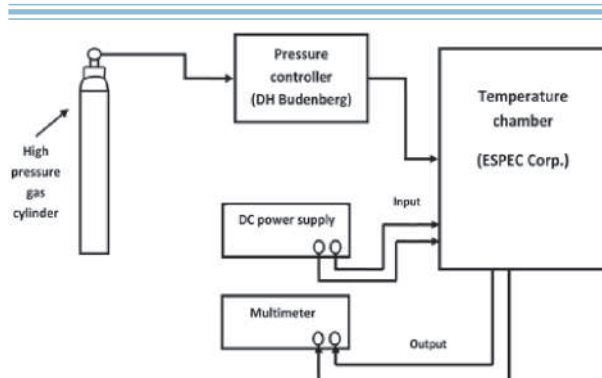 Pressure
controller
(DH Budenberg)
Temperature
chamber
(ESPEC Corp.)
High
pressure
gas
cylinder
Input
DC power supply
Multimeter
Output